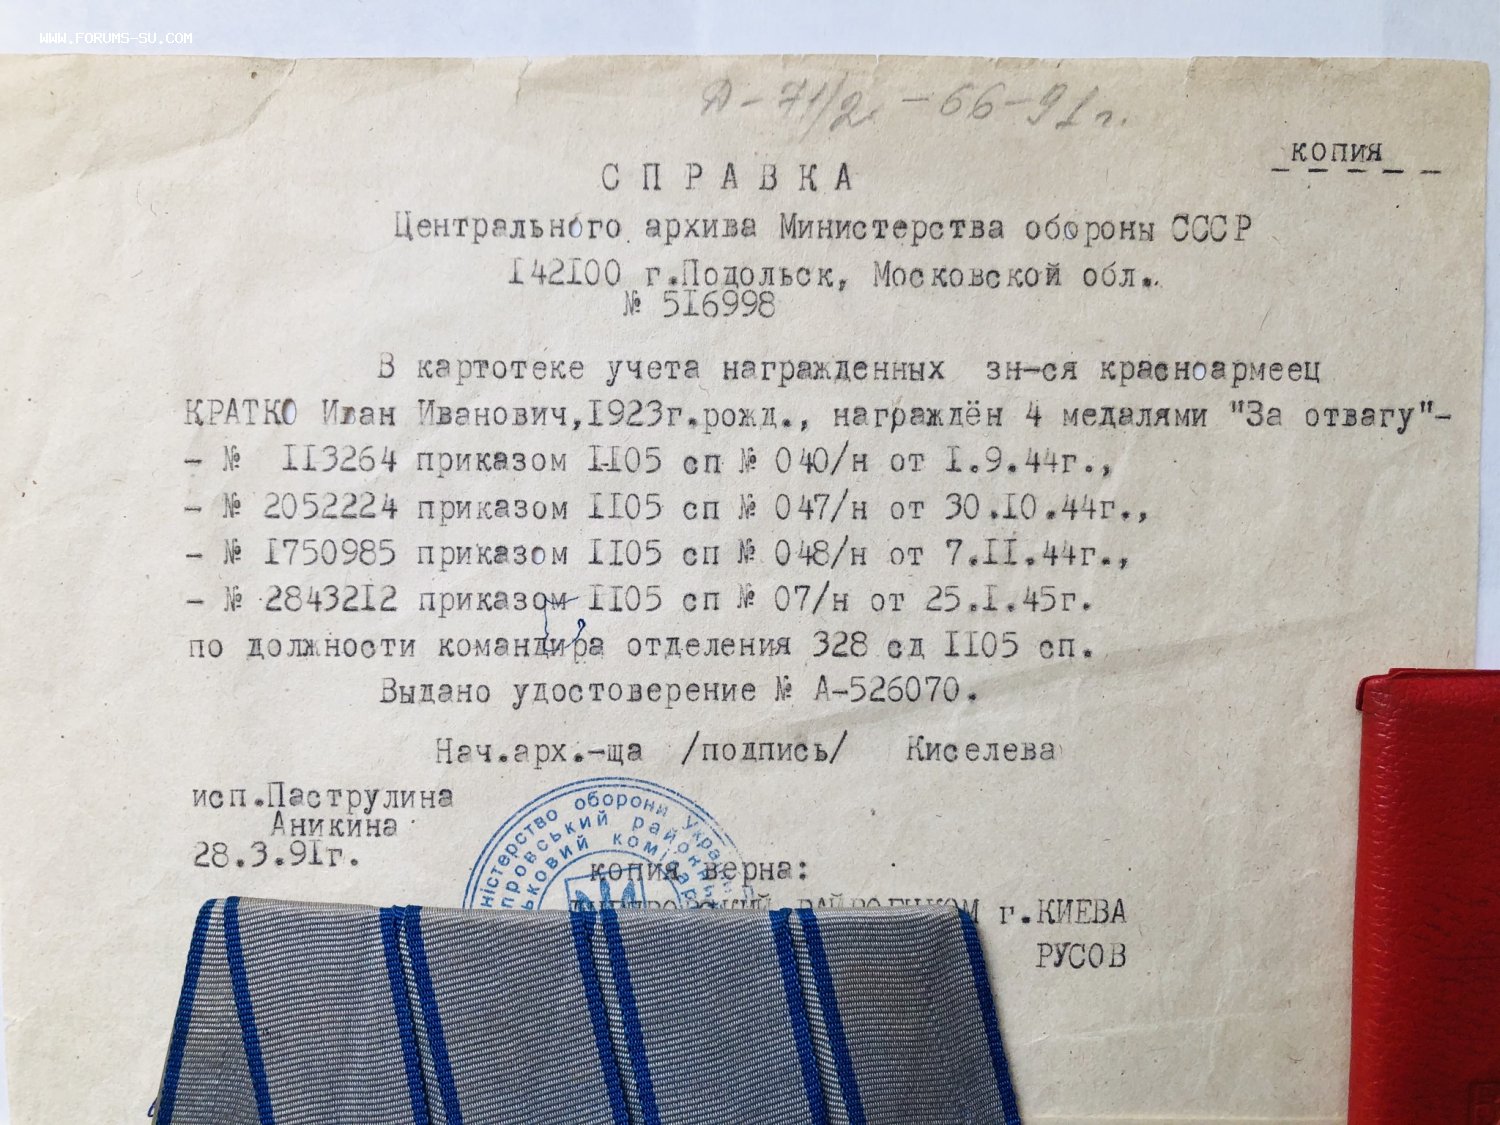 WWW.FORUMS-SU.COM
Д-71/2 -66-91г.
копия
СПРАВКА
Центрального архива Министерства обороны СССР
142100 г.Подольск, Московской обл.
№ 516998
В картотеке учета награжденных зн-ся красноармеец
КРАТКО Иван Иванович,1923г.рожд., награждён 4 медалями "За отвагу"-
- № 113264 приказом 1105 сп № 040/н от 1.9.44г.,
- № 2052224 приказом 1105 сп № 047/н от 30.10.44г.,
- № 1750985 приказом 1105 сп № 048/н от 7.11.44г.,
- № 2843212 приказом 1105 сп № 07/н от 25.1.45г.
по должности командира отделения 328 сд 1105 сп.
Выдано удостоверение № А-526070.
Нач.арх.-ща /подпись/ Киселева
исп.Паструлина
Аникина
28.3.91г.
оборони Украї
районн
коміс
копия верна:
РАЙВОЕНКОМ г.КИЕВА
РУСОВ